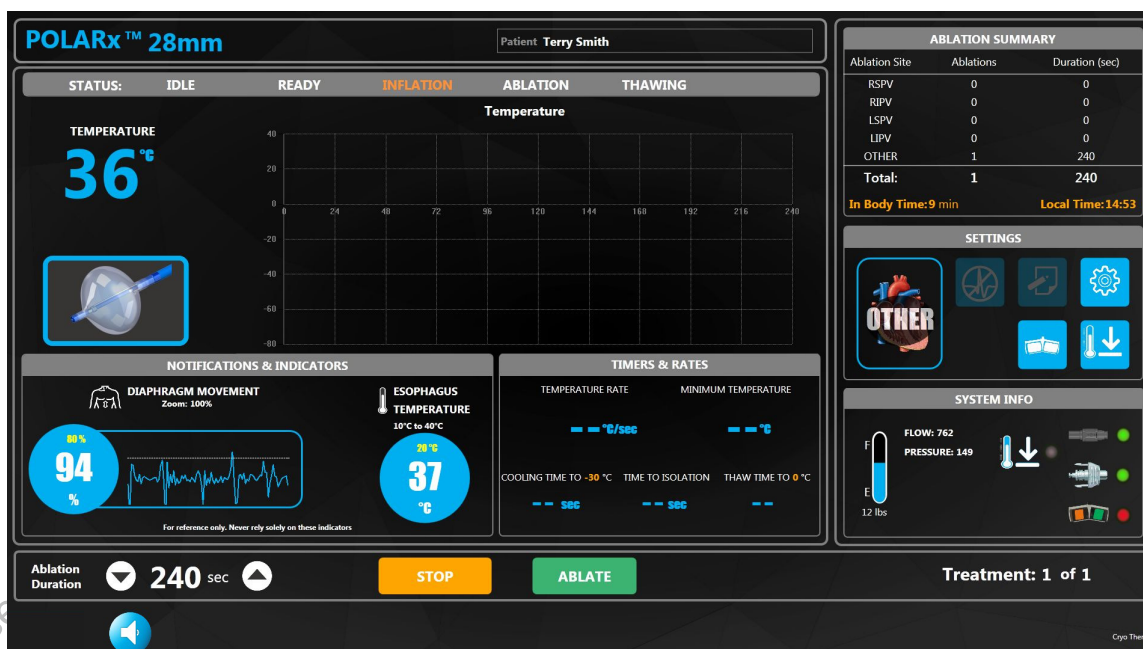 POLARx™ 28mm
Patient Terry Smith
STATUS: IDLE READY INFLATION ABLATION THAWING
TEMPERATURE
36 °C
Temperature
40
20
0
0 24 48 72 96 120 144 168 192 216 240
-20
-40
-60
-80
NOTIFICATIONS & INDICATORS
DIAPHRAGM MOVEMENT
Zoom: 100%
80 %
94
%
For reference only. Never rely solely on these indicators
ESOPHAGUS
TEMPERATURE
10°C to 40°C
20 °C
37
°C
TIMERS & RATES
TEMPERATURE RATE MINIMUM TEMPERATURE
– – °C/sec – – °C
COOLING TIME TO -30 °C TIME TO ISOLATION THAW TIME TO 0 °C
– – sec – – sec – –
ABLATION SUMMARY
Ablation Site Ablations Duration (sec)
RSPV 0 0
RIPV 0 0
LSPV 0 0
LIPV 0 0
OTHER 1 240
Total: 1 240
In Body Time:9 min Local Time:14:53
SETTINGS
OTHER
SYSTEM INFO
F
E
12 lbs
FLOW: 762
PRESSURE: 149
Ablation
Duration
240 sec
STOP
ABLATE
Treatment: 1 of 1
Cryo Ther